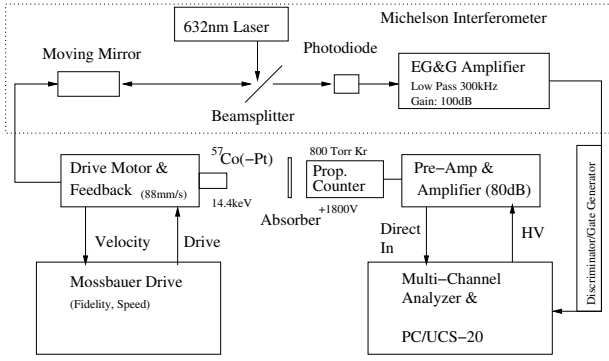 Michelson Interferometer
632nm Laser
Moving Mirror
Photodiode
EG&G Amplifier
Low Pass 300kHz
Gain: 100dB
Beamsplitter
57Co(−Pt)
800 Torr Kr
Drive Motor &
Feedback (88mm/s)
14.4keV
Absorber
Prop.
Counter
+1800V
Pre−Amp &
Amplifier (80dB)
Discriminator/Gate Generator
Velocity
Drive
Direct
In
HV
Mossbauer Drive
(Fidelity, Speed)
Multi−Channel
Analyzer &
PC/UCS−20